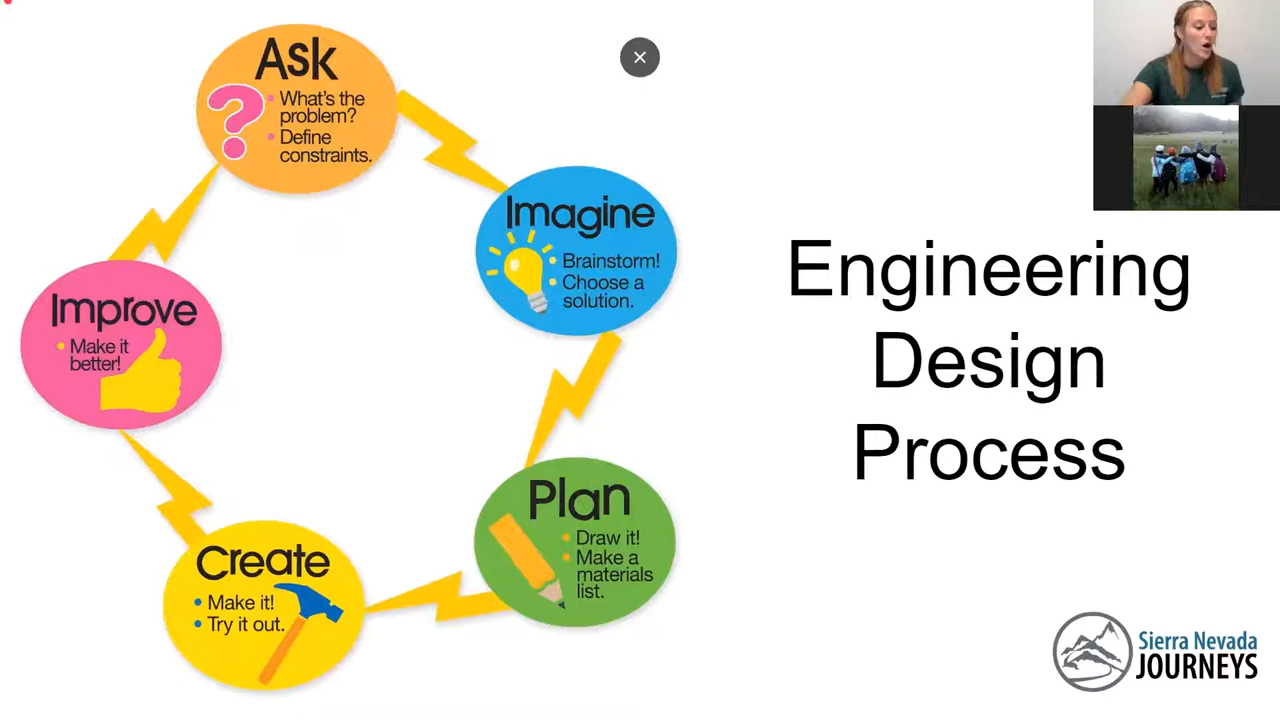 Ask
• What's the
problem?
• Define
constraints.
Imagine
• Brainstorm!
• Choose a
solution.
Plan
• Draw it!
• Make a
materials
list.
Create
• Make it!
• Try it out.
Improve
• Make it
better!
Engineering
Design
Process
Sierra Nevada
JOURNEYS